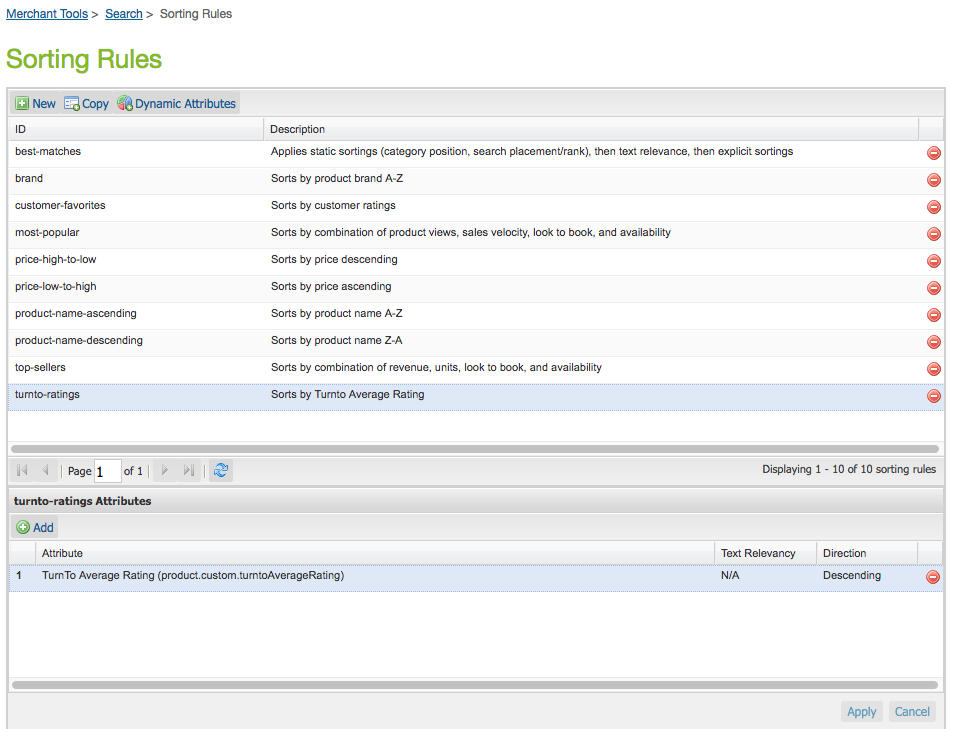 Merchant Tools > Search > Sorting Rules
Sorting Rules
New Copy Dynamic Attributes
ID Description
best-matches Applies static sortings (category position, search placement/rank), then text relevance, then explicit sortings
brand Sorts by product brand A-Z
customer-favorites Sorts by customer ratings
most-popular Sorts by combination of product views, sales velocity, look to book, and availability
price-high-to-low Sorts by price descending
price-low-to-high Sorts by price ascending
product-name-ascending Sorts by product name A-Z
product-name-descending Sorts by product name Z-A
top-sellers Sorts by combination of revenue, units, look to book, and availability
turnto-ratings Sorts by Turnto Average Rating
Page 1 of 1 Displaying 1 - 10 of 10 sorting rules
turnto-ratings Attributes
Add
Attribute Text Relevancy Direction
1 TurnTo Average Rating (product.custom.turntoAverageRating) N/A Descending
Apply Cancel